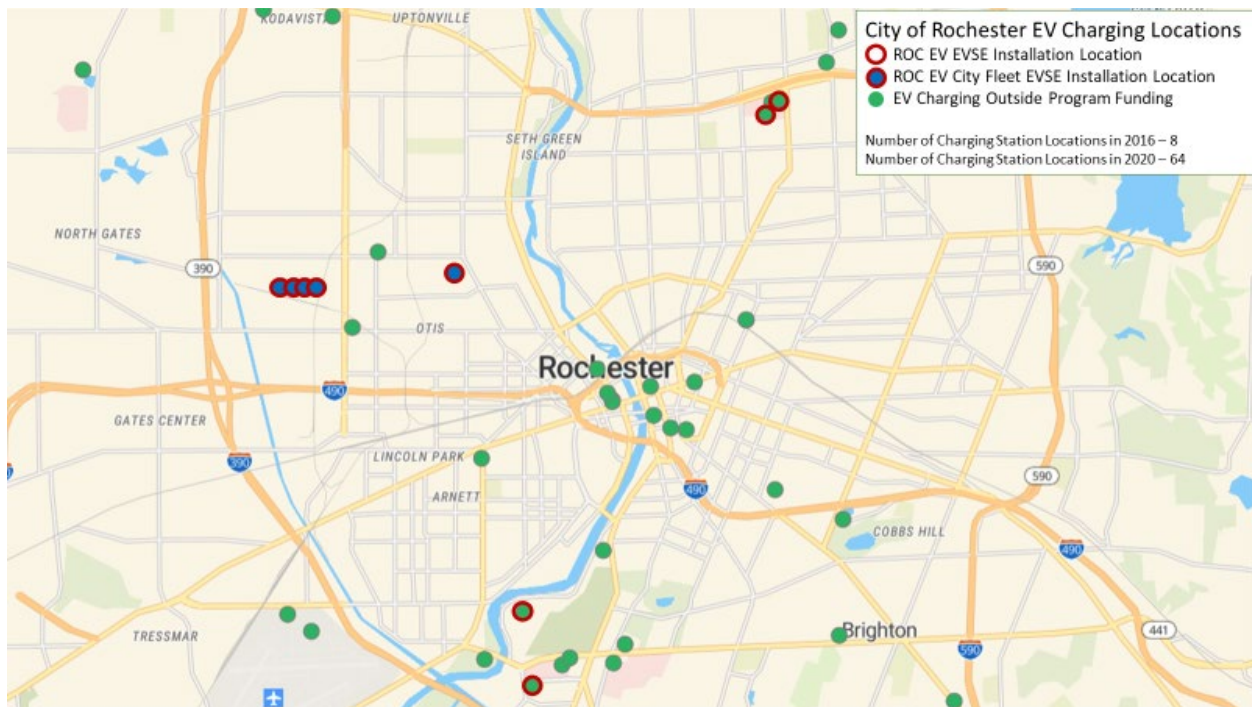 KODAVISTA
UPTONVILLE
City of Rochester EV Charging Locations
ROC EV EVSE Installation Location
ROC EV City Fleet EVSE Installation Location
EV Charging Outside Program Funding
Number of Charging Station Locations in 2016 – 8
Number of Charging Station Locations in 2020 – 64
SETH GREEN
ISLAND
NORTH GATES
390
590
OTIS
Rochester
490
GATES CENTER
LINCOLN PARK
390
ARNETT
490
590
COBBS HILL
490
TRESSMAR
Brighton
441
590